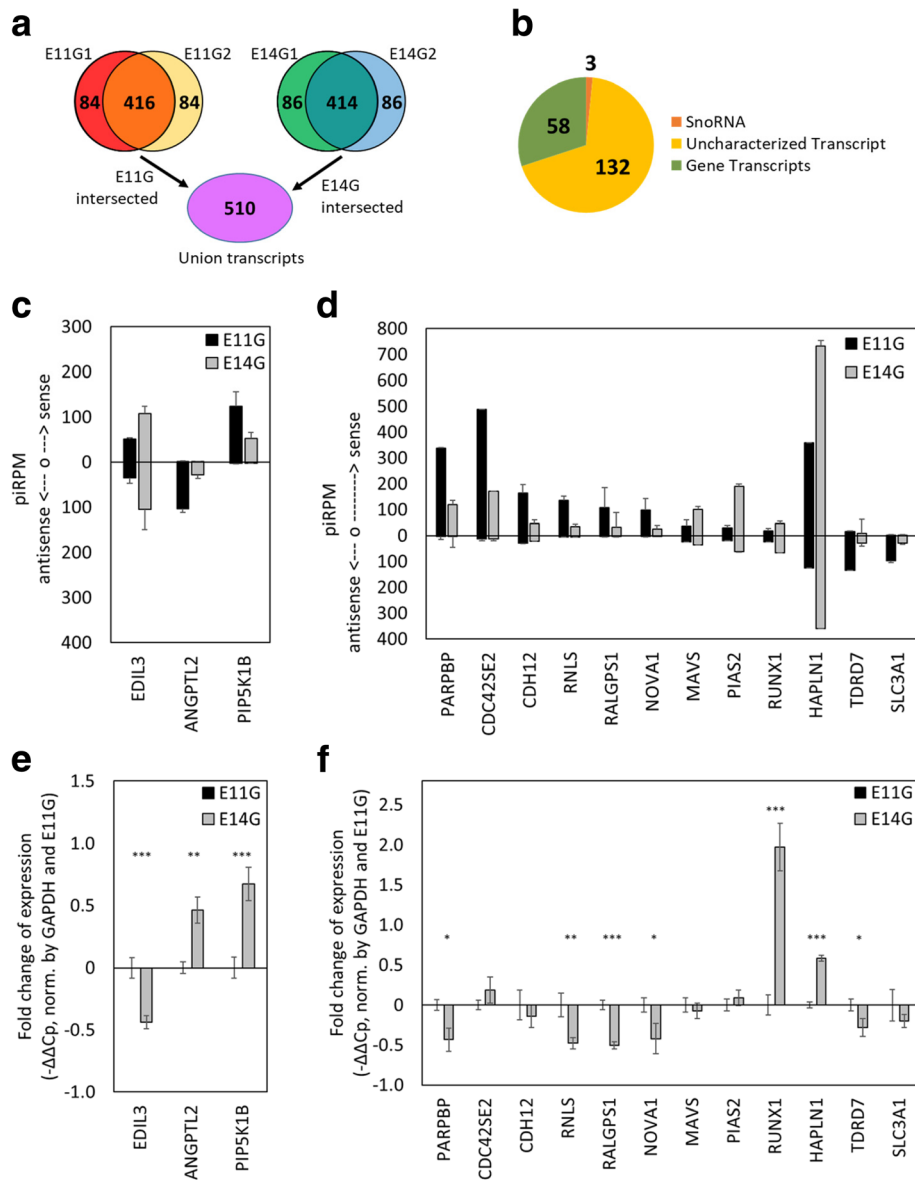 a
E11G1
E11G2
E14G1
E14G2
84
416
84
86
414
86
E11G
intersected
E14G
intersected
510
Union transcripts
b
3
58
132
SnoRNA
Uncharacterized Transcript
Gene Transcripts
c
piRPM
antisense <--- o ---> sense
300
200
100
0
100
200
300
400
E11G
E14G
EDIL3
ANGPTL2
PIP5K1B
d
piRPM
antisense <--- o --------> sense
800
700
600
500
400
300
200
100
0
100
200
300
400
E11G
E14G
PARPBP
CDC42SE2
CDH12
RNLS
RALGPS1
NOVA1
MAVS
PIAS2
RUNX1
HAPLN1
TDRD7
SLC3A1
e
Fold change of expression
(-ΔΔCp, norm. by GAPDH and E11G)
1.5
1.0
0.5
0
-0.5
-1.0
E11G
E14G
*** ** ***
EDIL3
ANGPTL2
PIP5K1B
f
Fold change of expression
(-ΔΔCp, norm. by GAPDH and E11G)
2.5
2.0
1.5
1.0
0.5
0
-0.5
-1.0
E11G
E14G
***
* ** *** * *** *
PARPBP
CDC42SE2
CDH12
RNLS
RALGPS1
NOVA1
MAVS
PIAS2
RUNX1
HAPLN1
TDRD7
SLC3A1